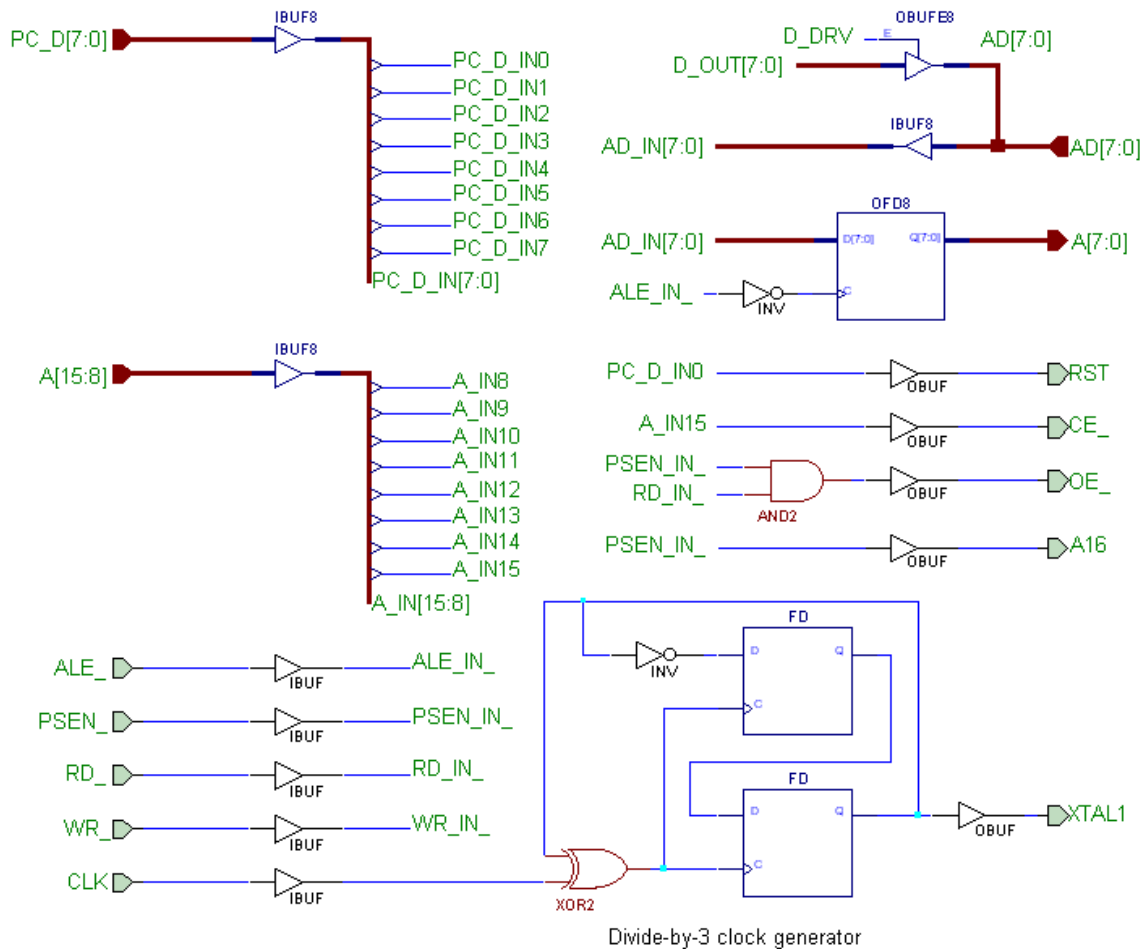 IBUF8
PC_D[7:0]
PC_D_IN0
PC_D_IN1
PC_D_IN2
PC_D_IN3
PC_D_IN4
PC_D_IN5
PC_D_IN6
PC_D_IN7
PC_D_IN[7:0]
OBUFE8
D_DRV
E
AD[7:0]
D_OUT[7:0]
IBUF8
AD_IN[7:0]
AD[7:0]
OFD8
AD_IN[7:0]
D[7:0]
Q[7:0]
A[7:0]
ALE_IN_
INV
C
IBUF8
A[15:8]
A_IN8
A_IN9
A_IN10
A_IN11
A_IN12
A_IN13
A_IN14
A_IN15
A_IN[15:8]
PC_D_IN0
OBUF
RST
A_IN15
OBUF
CE_
PSEN_IN_
RD_IN_
AND2
OBUF
OE_
PSEN_IN_
OBUF
A16
ALE_
IBUF
ALE_IN_
PSEN_
IBUF
PSEN_IN_
RD_
IBUF
RD_IN_
WR_
IBUF
WR_IN_
CLK
IBUF
XOR2
FD
INV
D
Q
C
FD
D
Q
C
OBUF
XTAL1
Divide-by-3 clock generator